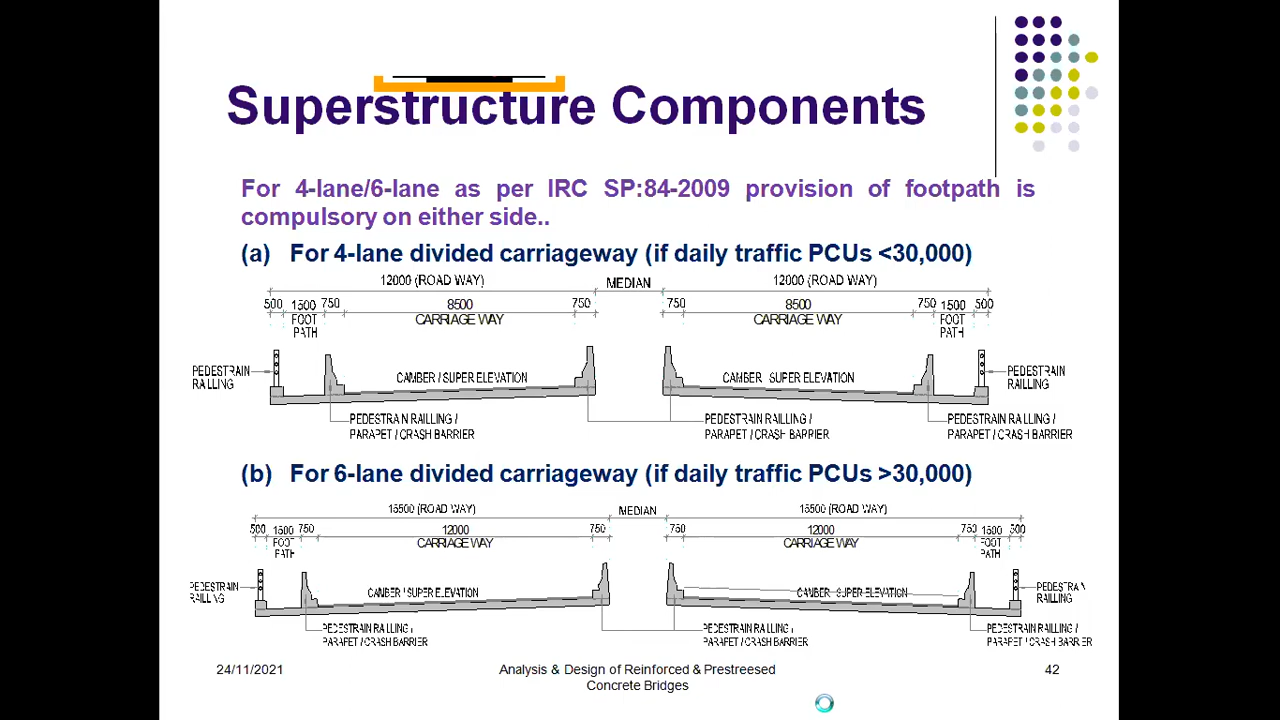 Superstructure Components
For 4-lane/6-lane as per IRC SP:84-2009 provision of footpath is
compulsory on either side..
(a) For 4-lane divided carriageway (if daily traffic PCUs <30,000)
12000 (ROAD WAY) MEDIAN 12000 (ROAD WAY)
500 1500 750 8500 750 750 8500 750 1500 500
FOOT CARRIAGE WAY CARRIAGE WAY FOOT
PATH PATH
PEDESTRAIN CAMBER / SUPER ELEVATION CAMBER SUPER ELEVATION PEDESTRAIN
RAILLING RAILLING
PEDESTRAIN RAILLING / PEDESTRAIN RAILLING / PEDESTRAIN RAILLING /
PARAPET / CRASH BARRIER PARAPET / CRASH BARRIER PARAPET / CRASH BARRIER
(b) For 6-lane divided carriageway (if daily traffic PCUs >30,000)
15500 (ROAD WAY) MEDIAN 15500 (ROAD WAY)
500 1500 750 12000 750 750 12000 750 1500 500
FOOT CARRIAGE WAY CARRIAGE WAY FOOT
PATH PATH
PEDESTRAIN CAMBER / SUPER ELEVATION CAMBER SUPER ELEVATION PEDESTRAIN
RAILLING RAILLING
PEDESTRAIN RAILLING / PEDESTRAIN RAILLING / PEDESTRAIN RAILLING /
PARAPET / CRASH BARRIER PARAPET / CRASH BARRIER PARAPET / CRASH BARRIER
24/11/2021 Analysis & Design of Reinforced & Prestreesed 42
Concrete Bridges